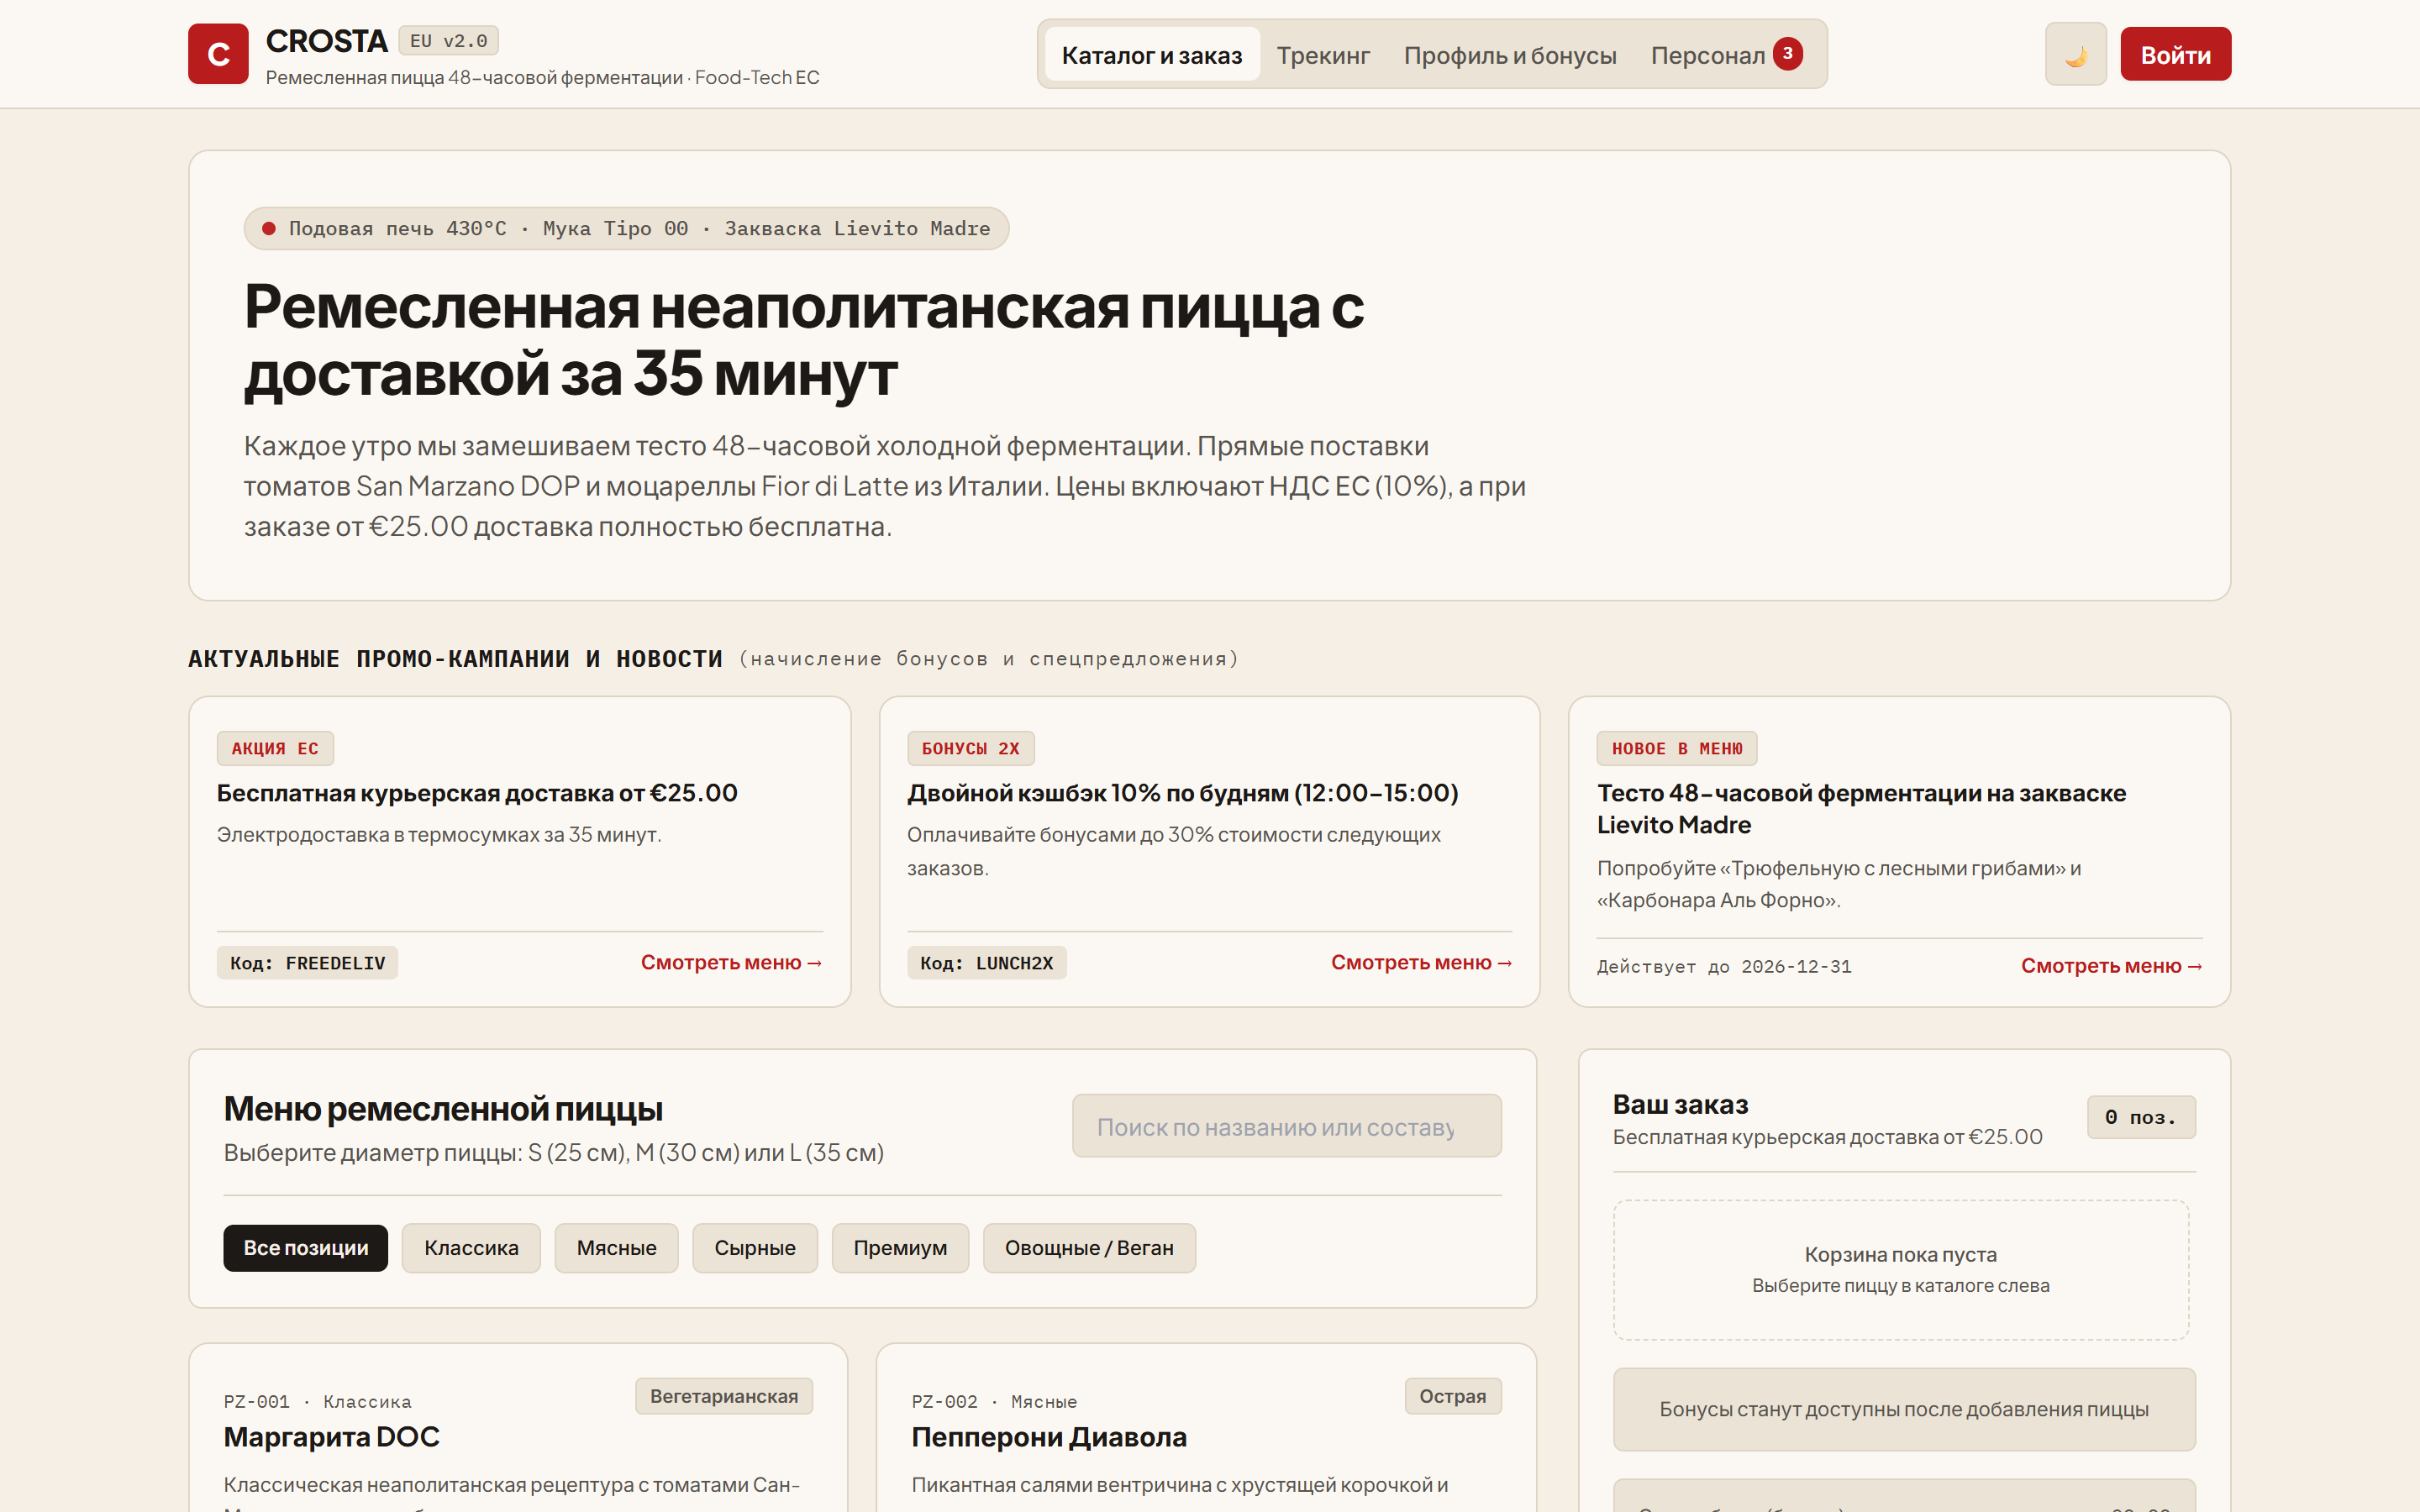 C
CROSTA
EU v2.0
Ремесленная пицца 48-часовой ферментации · Food-Tech ЕС
Каталог и заказ
Трекинг
Профиль и бонусы
Персонал 3
Войти
Подовая печь 430°C · Мука Tipo 00 · Закваска Lievito Madre
Ремесленная неаполитанская пицца с
доставкой за 35 минут
Каждое утро мы замешиваем тесто 48-часовой холодной ферментации. Прямые поставки
томатов San Marzano DOP и моцареллы Fior di Latte из Италии. Цены включают НДС ЕС (10%), а при
заказе от €25.00 доставка полностью бесплатна.
АКТУАЛЬНЫЕ ПРОМО-КАМПАНИИ И НОВОСТИ (начисление бонусов и спецпредложения)
АКЦИЯ ЕС
Бесплатная курьерская доставка от €25.00
Электродоставка в термосумках за 35 минут.
Код: FREEDELIV
Смотреть меню →
БОНУСЫ 2X
Двойной кэшбэк 10% по будням (12:00–15:00)
Оплачивайте бонусами до 30% стоимости следующих
заказов.
Код: LUNCH2X
Смотреть меню →
НОВОЕ В МЕНЮ
Тесто 48-часовой ферментации на закваске
Lievito Madre
Попробуйте «Трюфельную с лесными грибами» и
«Карбонара Аль Форно».
Действует до 2026-12-31
Смотреть меню →
Меню ремесленной пиццы
Выберите диаметр пиццы: S (25 см), M (30 см) или L (35 см)
Поиск по названию или составу
Все позиции
Классика
Мясные
Сырные
Премиум
Овощные / Веган
PZ-001 · Классика
Вегетарианская
Маргарита DOC
Классическая неаполитанская рецептура с томатами Сан-
PZ-002 · Мясные
Острая
Пепперони Диавола
Пикантная салями вентричина с хрустящей корочкой и
Ваш заказ
Бесплатная курьерская доставка от €25.00
0 поз.
Корзина пока пуста
Выберите пиццу в каталоге слева
Бонусы станут доступны после добавления пиццы